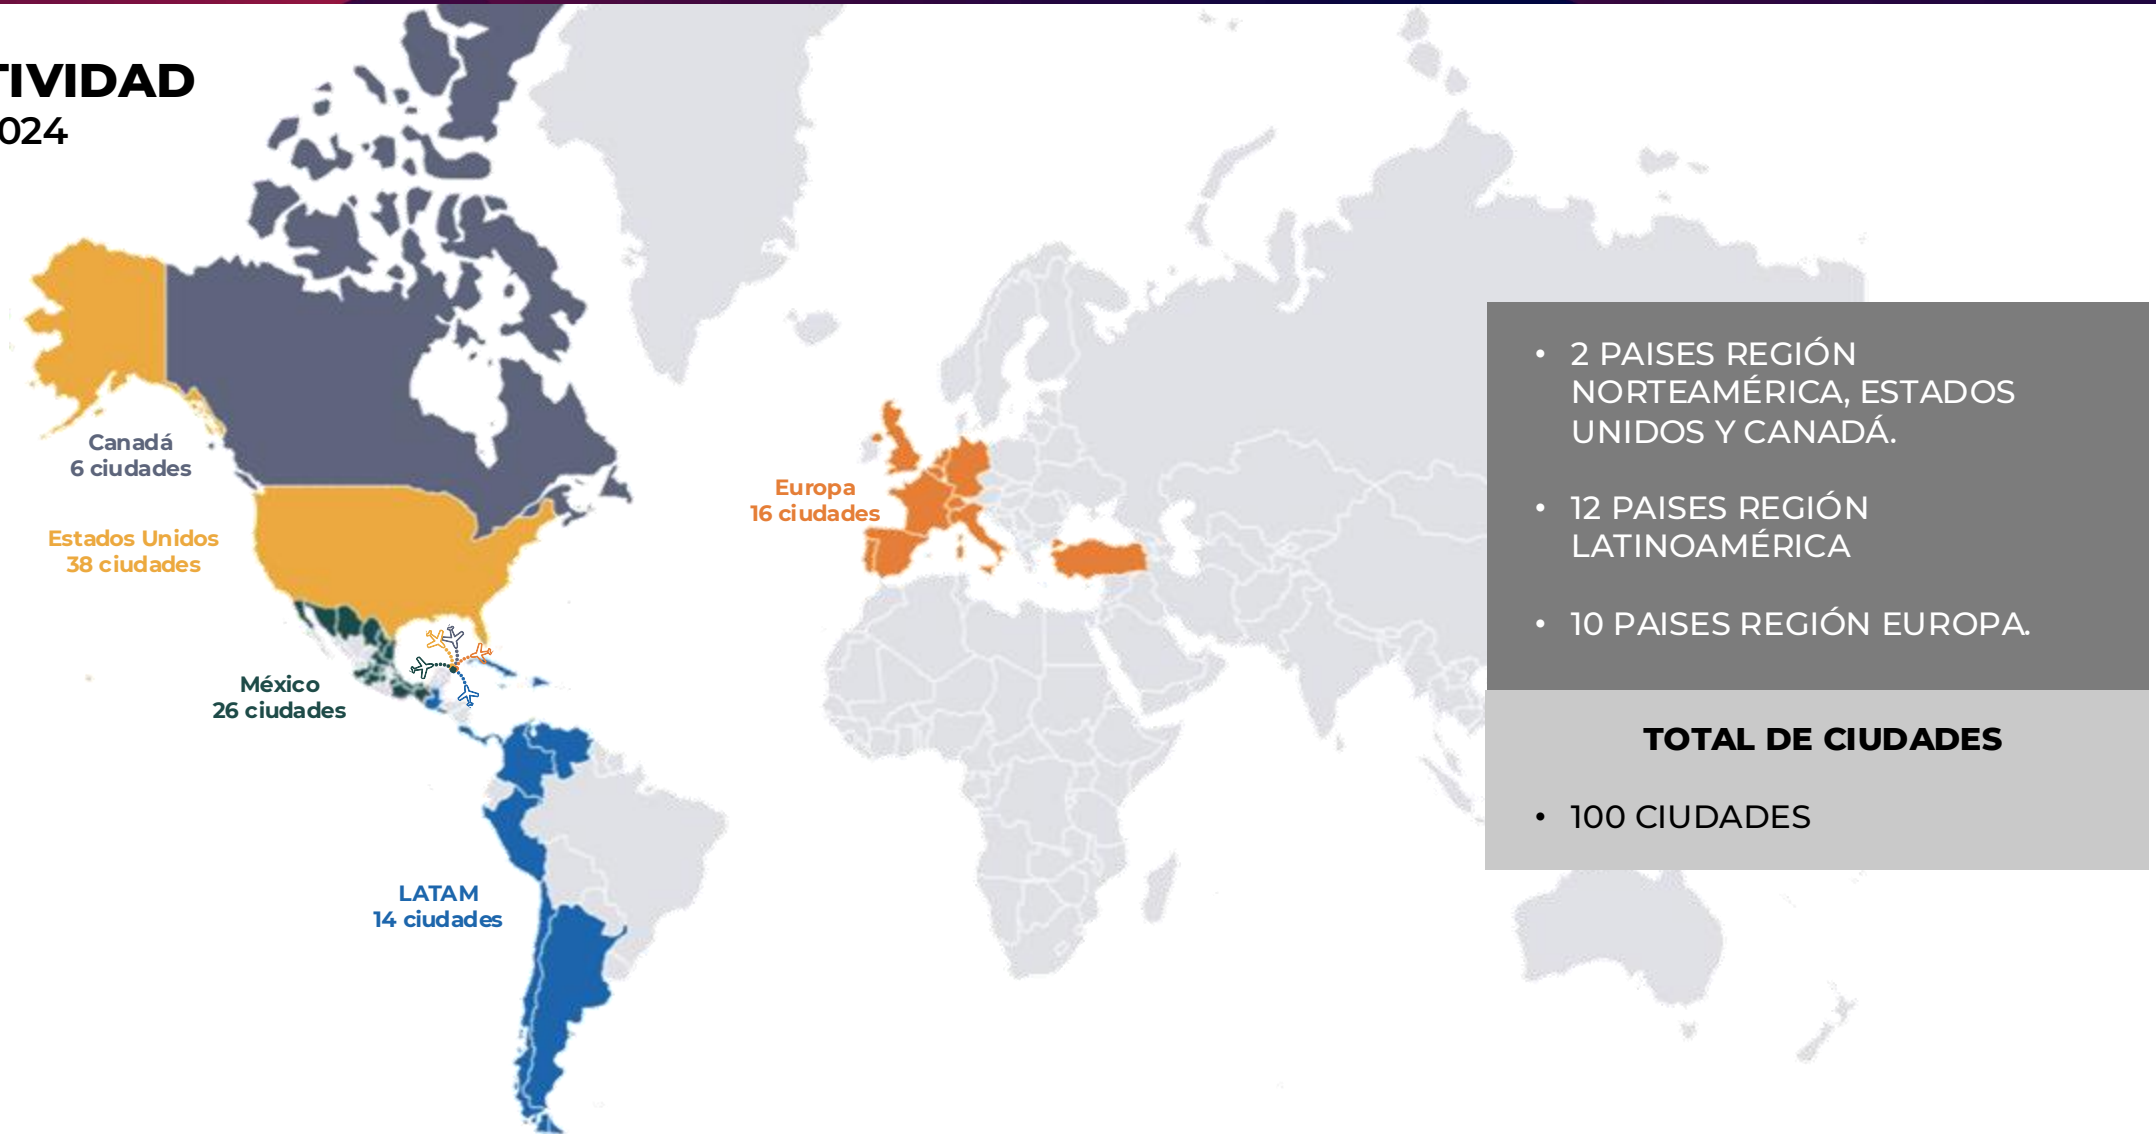 TIVIDAD
024
Canadá
6 ciudades
Estados Unidos
38 ciudades
México
26 ciudades
LATAM
14 ciudades
Europa
16 ciudades
• 2 PAISES REGIÓN
NORTEAMÉRICA, ESTADOS
UNIDOS Y CANADÁ.
• 12 PAISES REGIÓN
LATINOAMÉRICA
• 10 PAISES REGIÓN EUROPA.
TOTAL DE CIUDADES
• 100 CIUDADES